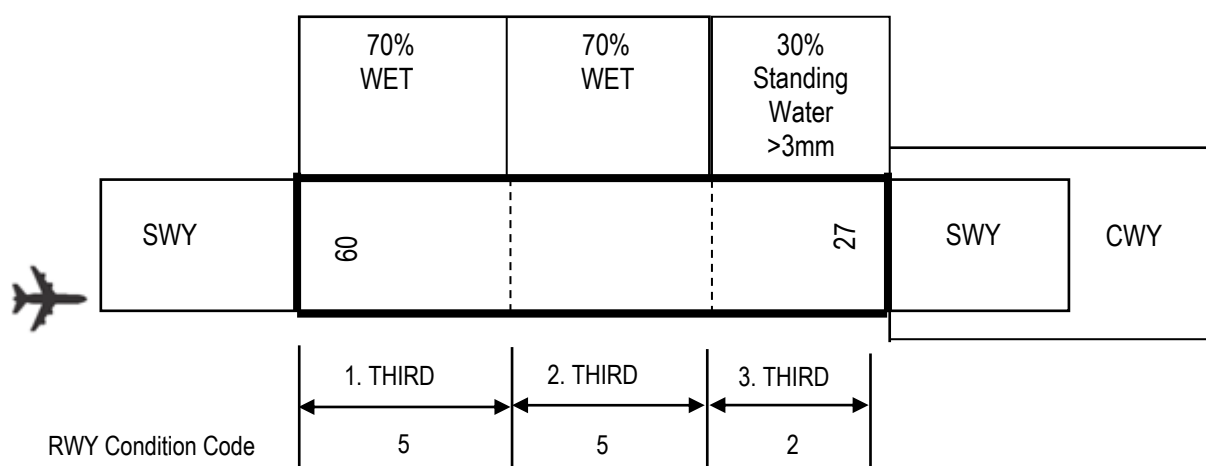 70%
WET
70%
WET
30%
Standing
Water
>3mm
SWY
09
27
SWY
CWY
1. THIRD
2. THIRD
3. THIRD
RWY Condition Code
5
5
2